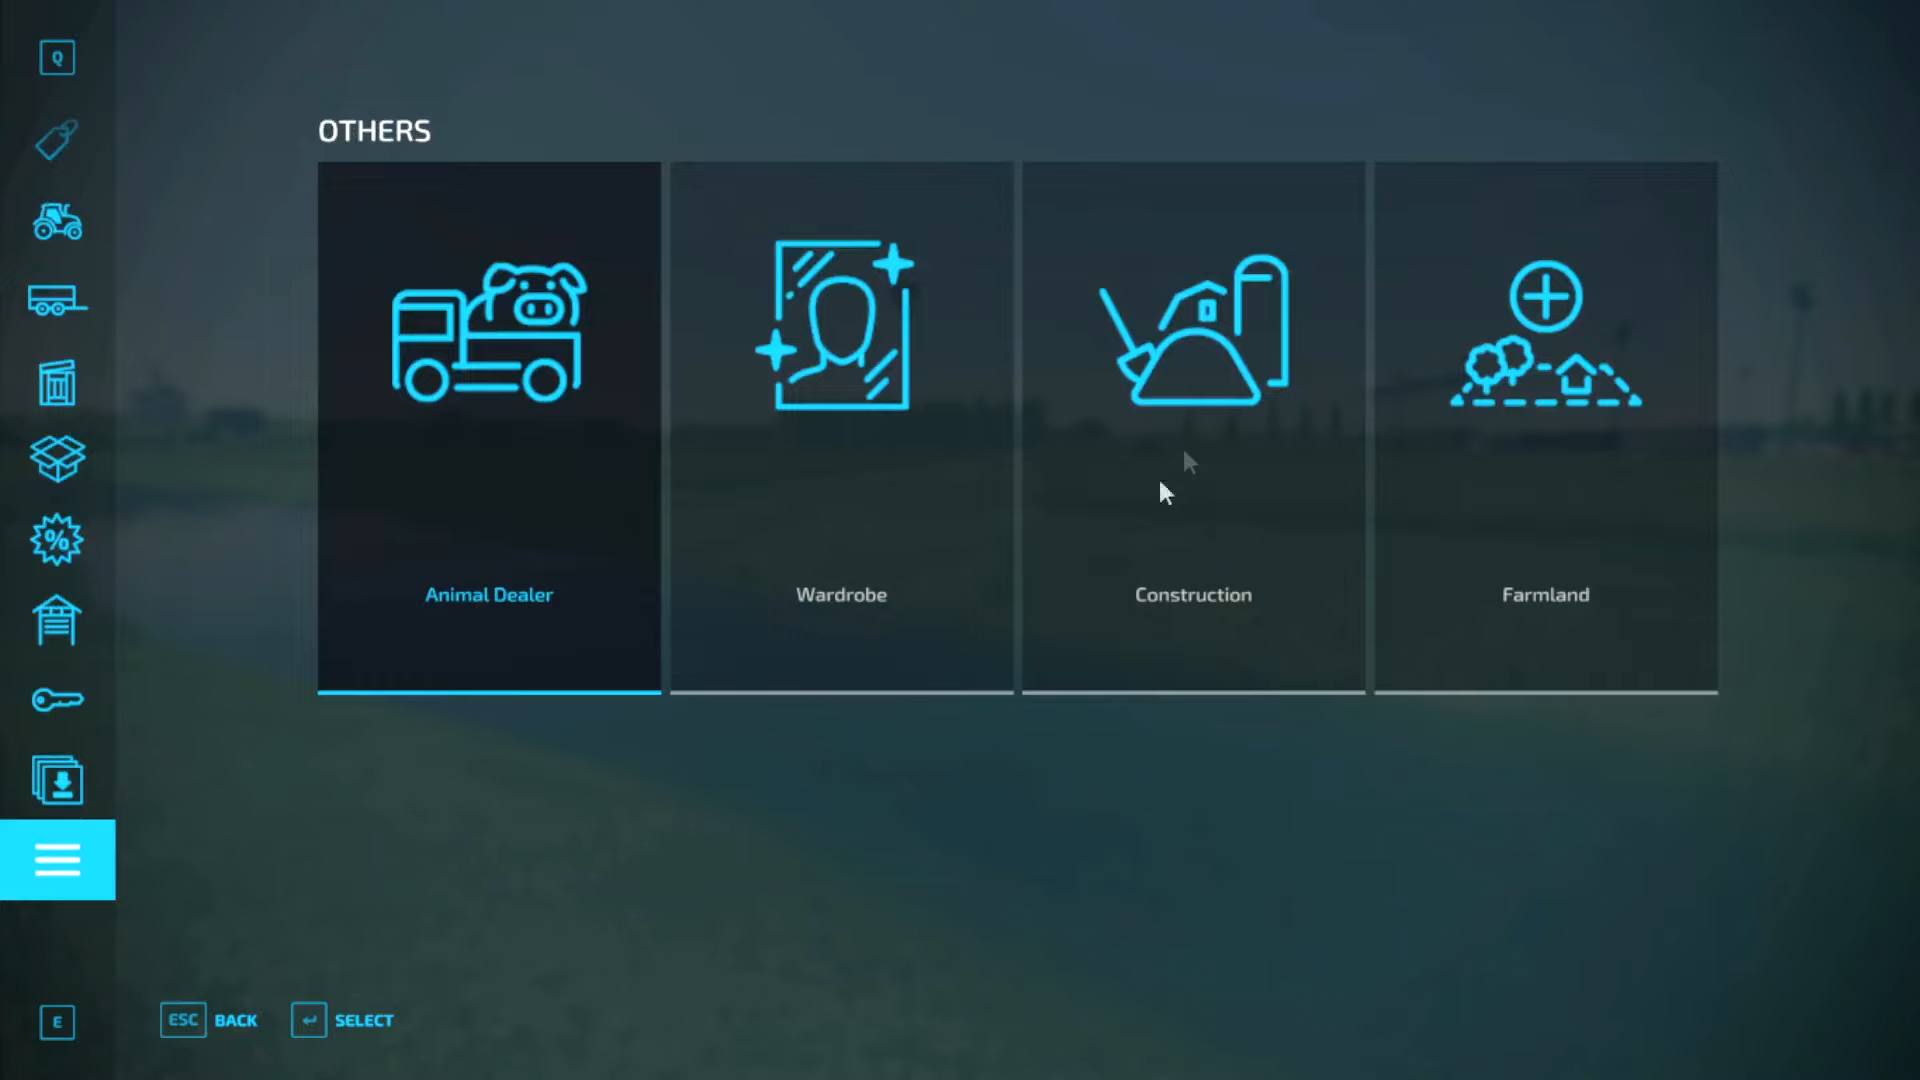 Q
OTHERS
Animal Dealer
Wardrobe
Construction
Farmland
%
E
ESC BACK
SELECT